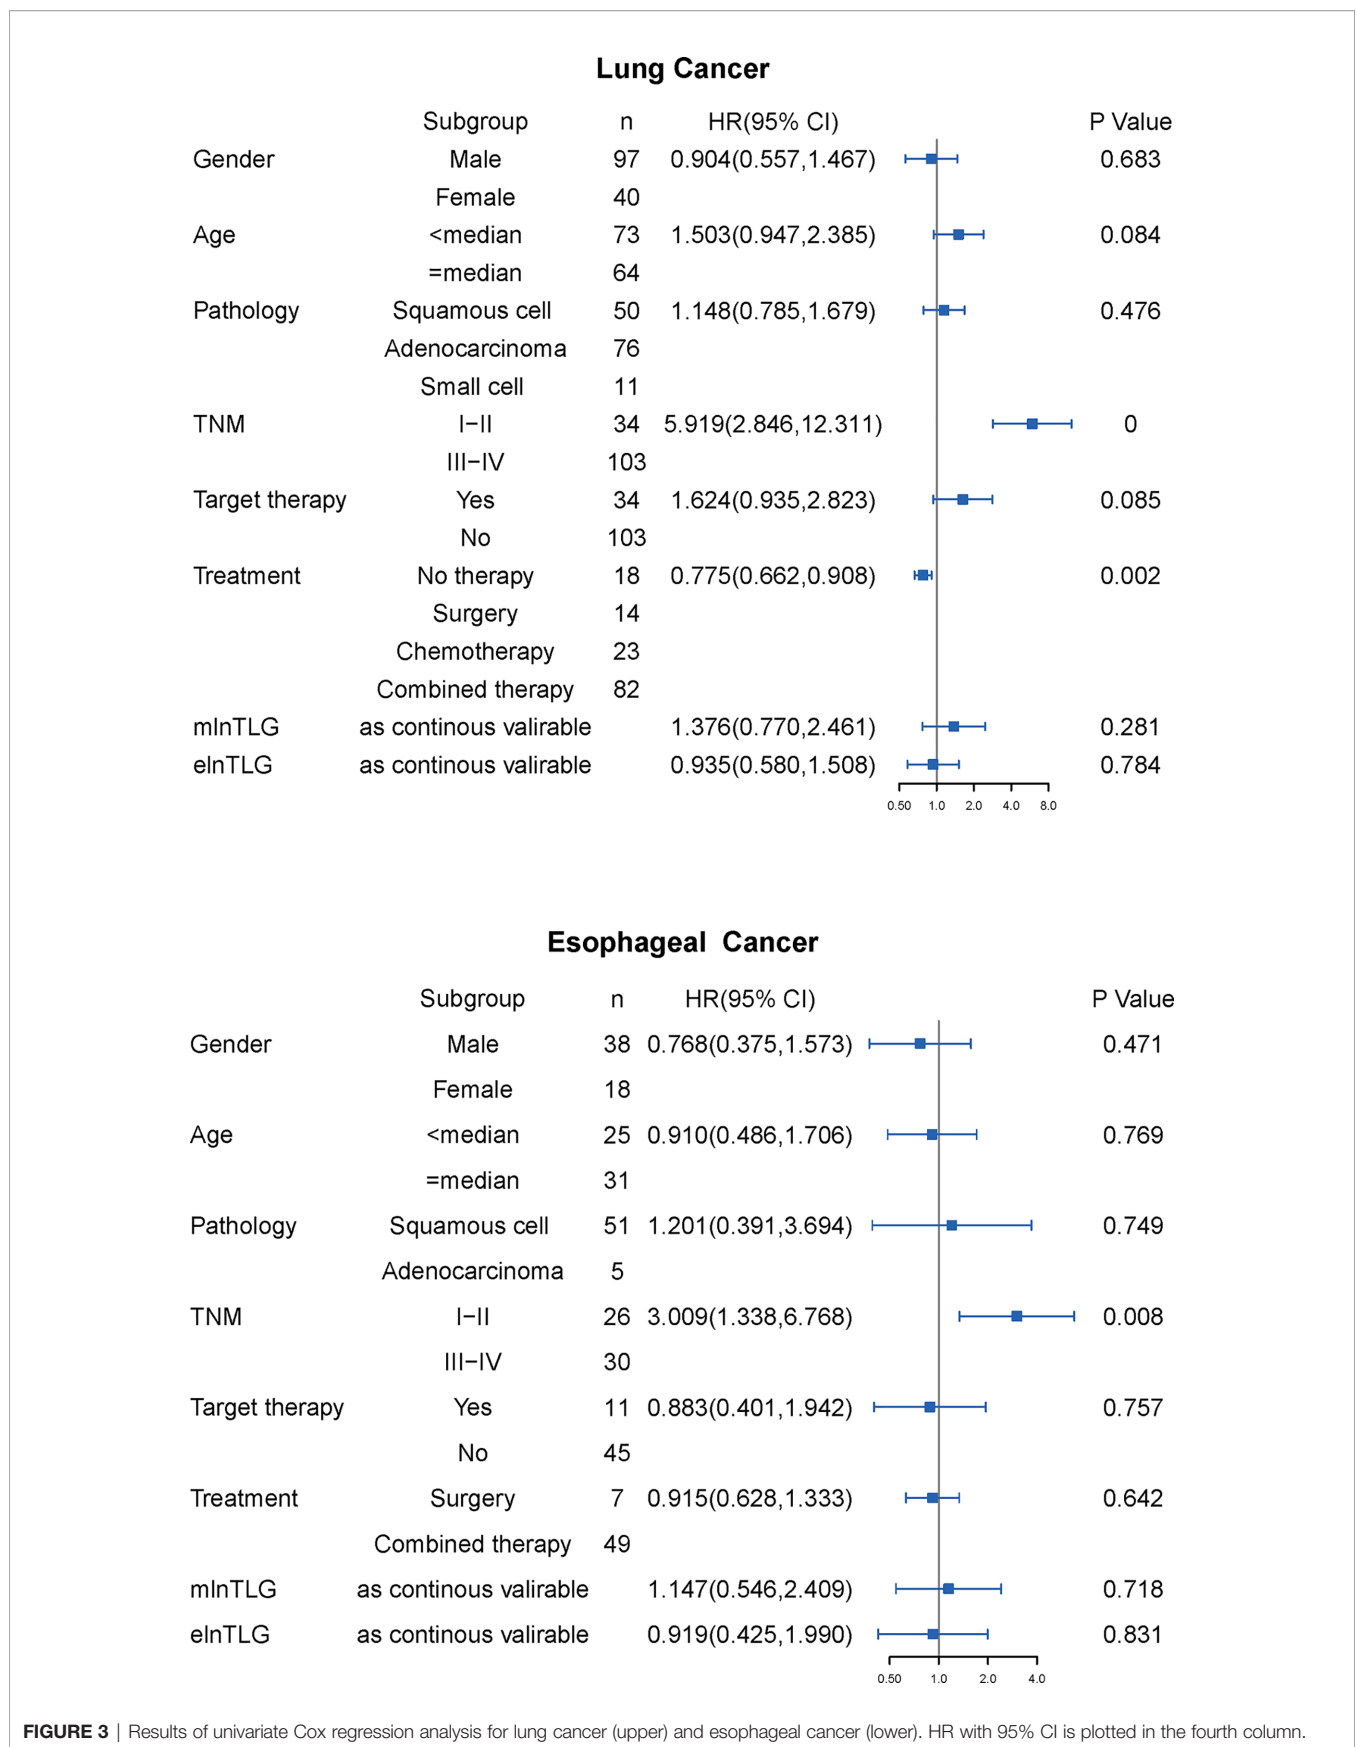 Lung Cancer
Subgroup n HR(95% CI) P Value
Gender Male 97 0.904(0.557,1.467) 0.683
Female 40
Age <median 73 1.503(0.947,2.385) 0.084
=median 64
Pathology Squamous cell 50 1.148(0.785,1.679) 0.476
Adenocarcinoma 76
Small cell 11
TNM I−II 34 5.919(2.846,12.311) 0
III−IV 103
Target therapy Yes 34 1.624(0.935,2.823) 0.085
No 103
Treatment No therapy 18 0.775(0.662,0.908) 0.002
Surgery 14
Chemotherapy 23
Combined therapy 82
mlnTLG as continous valirable 1.376(0.770,2.461) 0.281
elnTLG as continous valirable 0.935(0.580,1.508) 0.784
0.50 1.0 2.0 4.0 8.0
Esophageal Cancer
Subgroup n HR(95% CI) P Value
Gender Male 38 0.768(0.375,1.573) 0.471
Female 18
Age <median 25 0.910(0.486,1.706) 0.769
=median 31
Pathology Squamous cell 51 1.201(0.391,3.694) 0.749
Adenocarcinoma 5
TNM I−II 26 3.009(1.338,6.768) 0.008
III−IV 30
Target therapy Yes 11 0.883(0.401,1.942) 0.757
No 45
Treatment Surgery 7 0.915(0.628,1.333) 0.642
Combined therapy 49
mlnTLG as continous valirable 1.147(0.546,2.409) 0.718
elnTLG as continous valirable 0.919(0.425,1.990) 0.831
0.50 1.0 2.0 4.0
FIGURE 3 | Results of univariate Cox regression analysis for lung cancer (upper) and esophageal cancer (lower). HR with 95% CI is plotted in the fourth column.